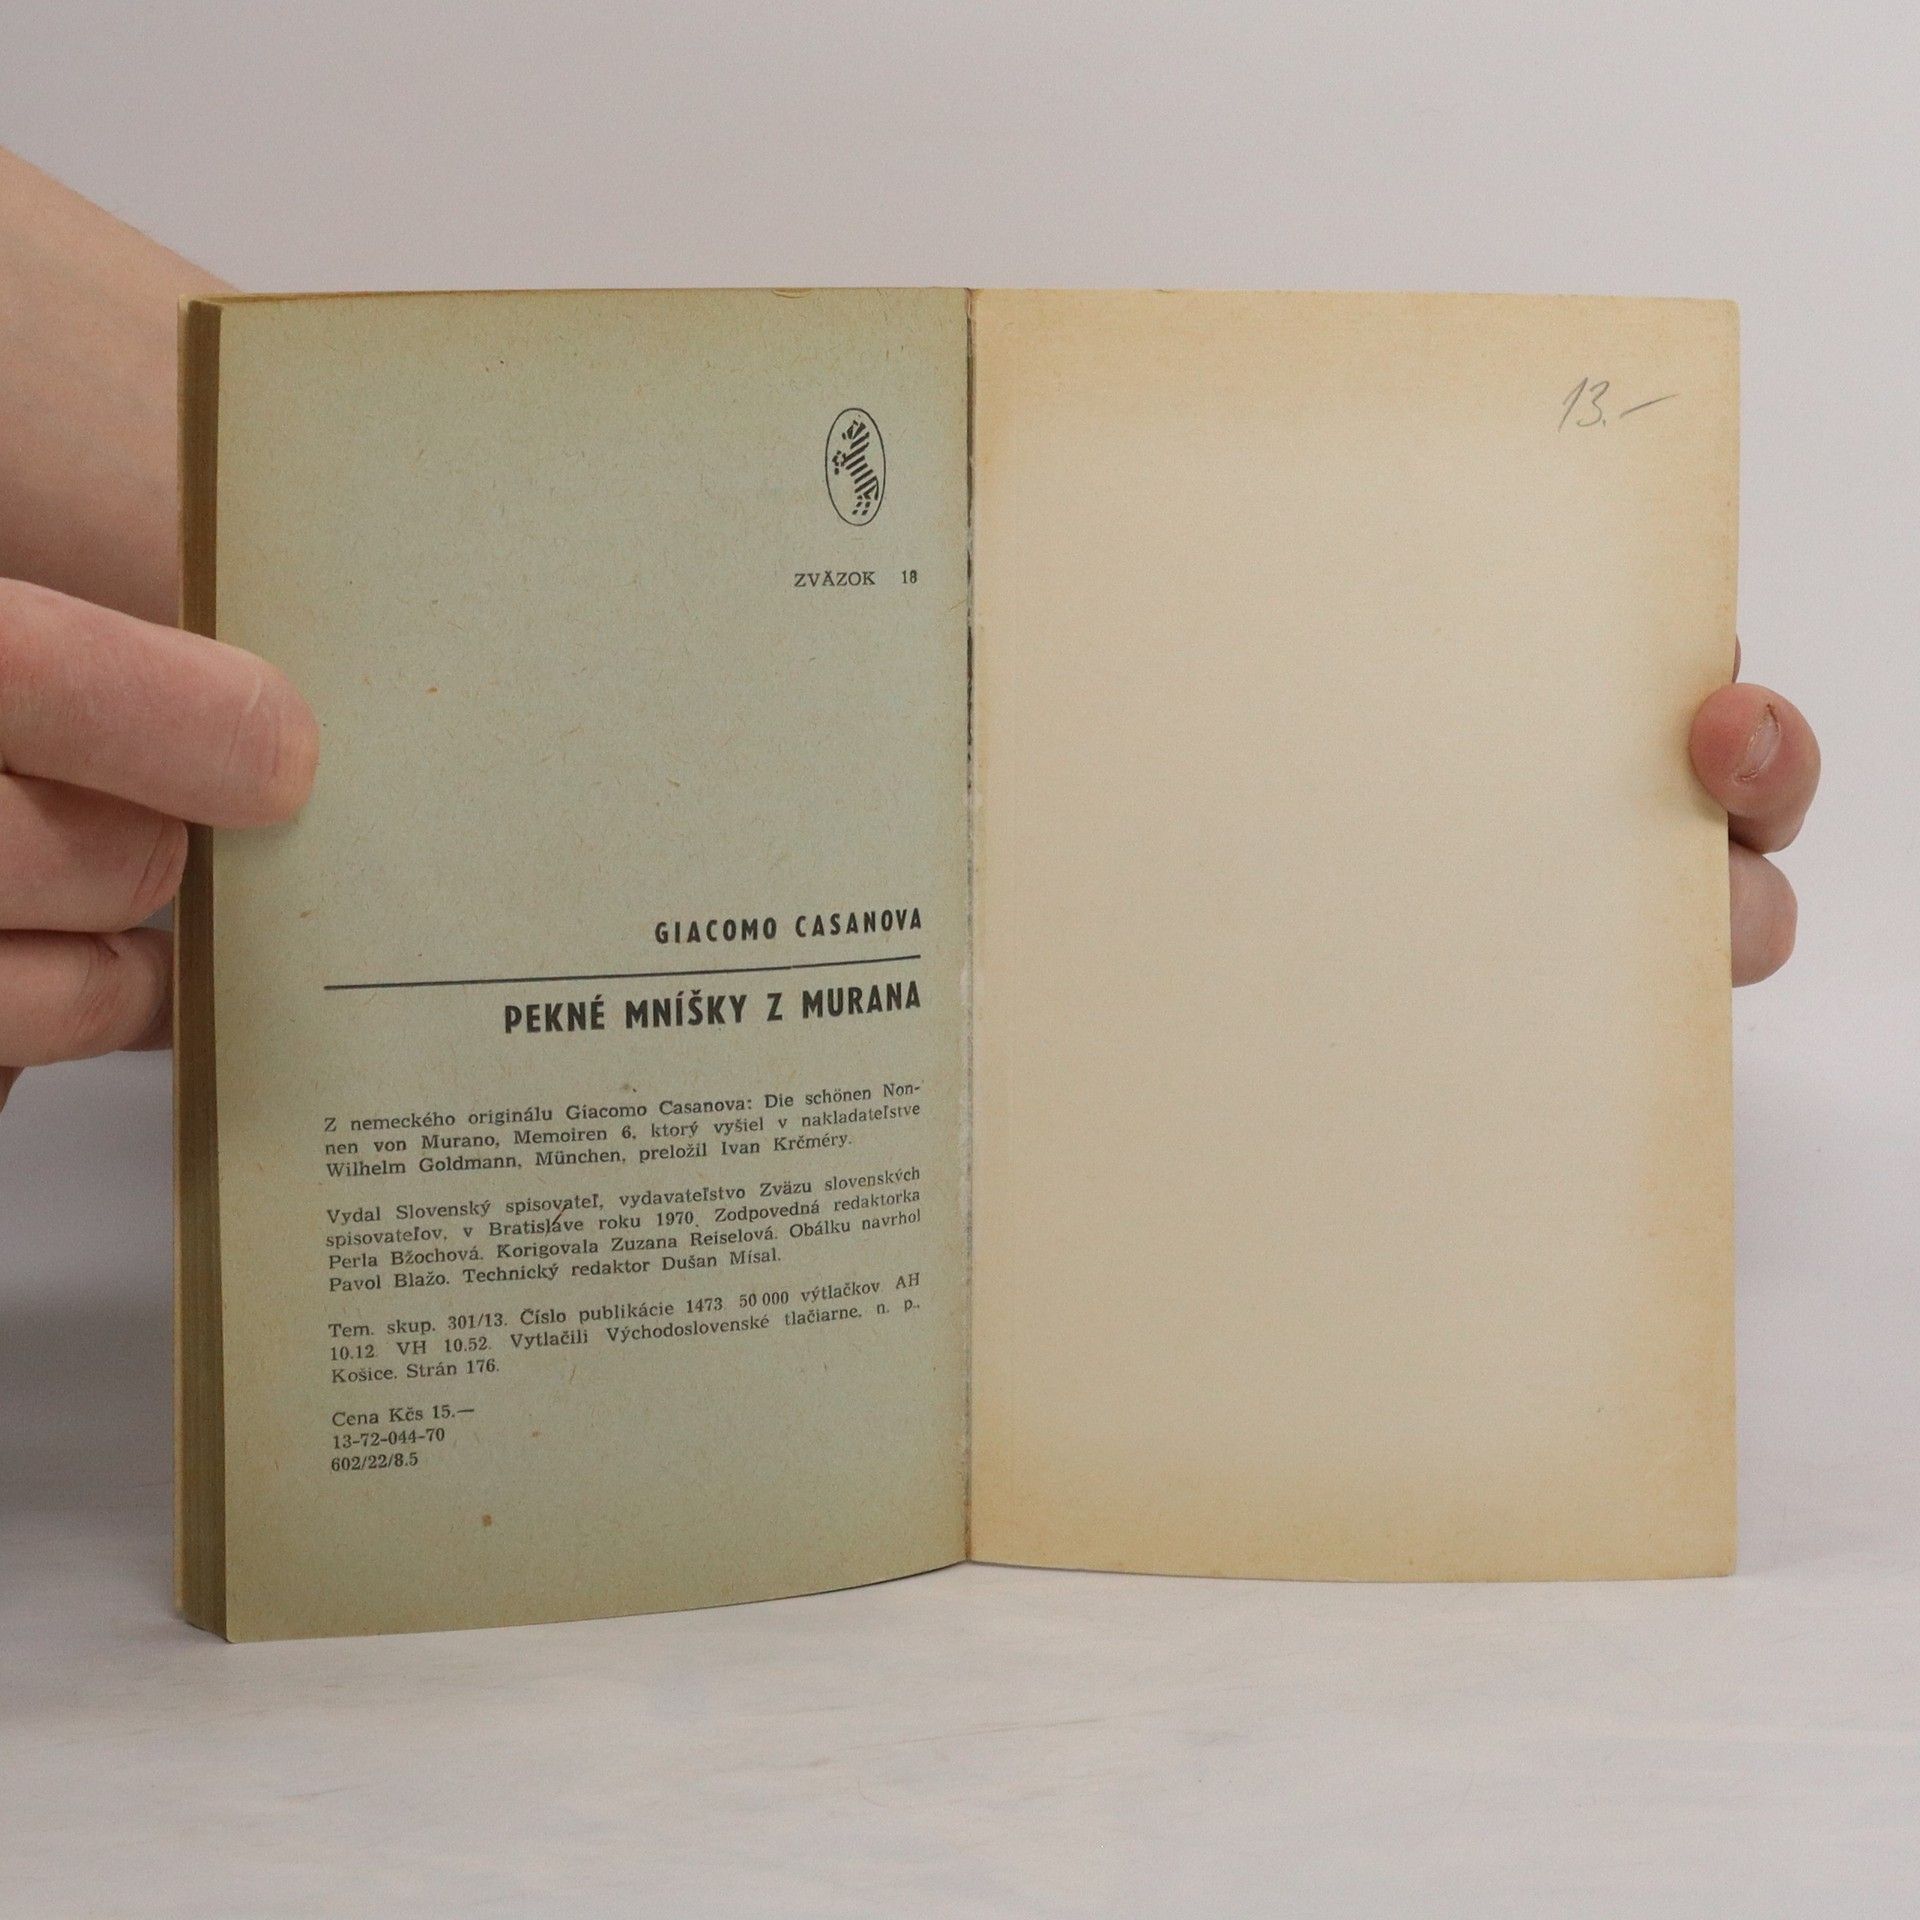 ZVÄZOK 18
GIACOMO CASANOVA
PEKNÉ MNÍŠKY Z MURANA
Z nemeckého originálu Giacomo Casanova: Die schönen Non-
nen von Murano, Memoiren 6, ktorý vyšiel v nakladateľstve
Wilhelm Goldmann, München, preložil Ivan Krčméry.
Vydal Slovenský spisovateľ, vydavateľstvo Zväzu slovenských
spisovateľov, v Bratislave roku 1970. Zodpovedná redaktorka
Perla Bžochová. Korigovala Zuzana Reiselová. Obálku navrhol
Pavol Blažo. Technický redaktor Dušan Mísal.
Tem. skup. 301/13. Číslo publikácie 1473. 50 000 výtlačkov. AH
10.12. VH 10.52. Vytlačili Východoslovenské tlačiarne, n. p.,
Košice. Strán 176.
Cena Kčs 15.—
13-72-044-70
602/22/8.5
13.-